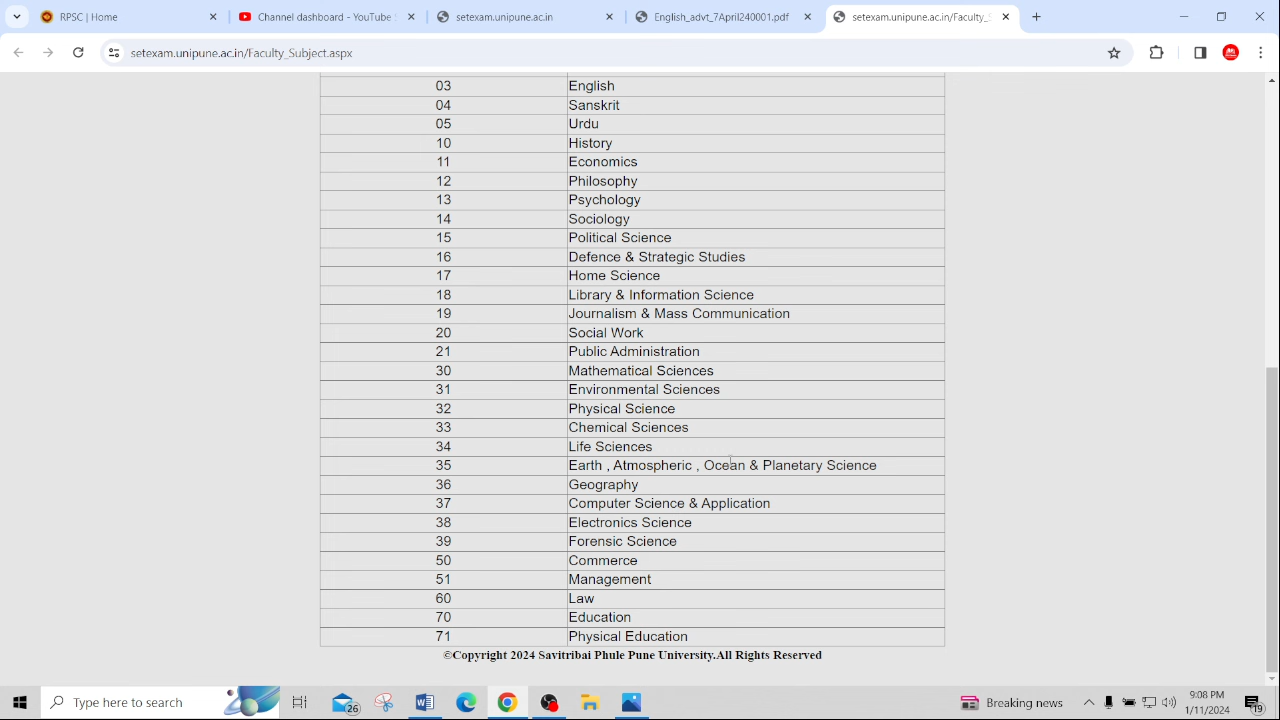 RPSC | Home
Channel dashboard - YouTube S
setexam.unipune.ac.in
English_advt_7April240001.pdf
setexam.unipune.ac.in/Faculty_S
setexam.unipune.ac.in/Faculty_Subject.aspx
03 English
04 Sanskrit
05 Urdu
10 History
11 Economics
12 Philosophy
13 Psychology
14 Sociology
15 Political Science
16 Defence & Strategic Studies
17 Home Science
18 Library & Information Science
19 Journalism & Mass Communication
20 Social Work
21 Public Administration
30 Mathematical Sciences
31 Environmental Sciences
32 Physical Science
33 Chemical Sciences
34 Life Sciences
35 Earth , Atmospheric , Ocean & Planetary Science
36 Geography
37 Computer Science & Application
38 Electronics Science
39 Forensic Science
50 Commerce
51 Management
60 Law
70 Education
71 Physical Education
©Copyright 2024 Savitribai Phule Pune University.All Rights Reserved
Type here to search
26
Breaking news
9:08 PM
1/11/2024
19